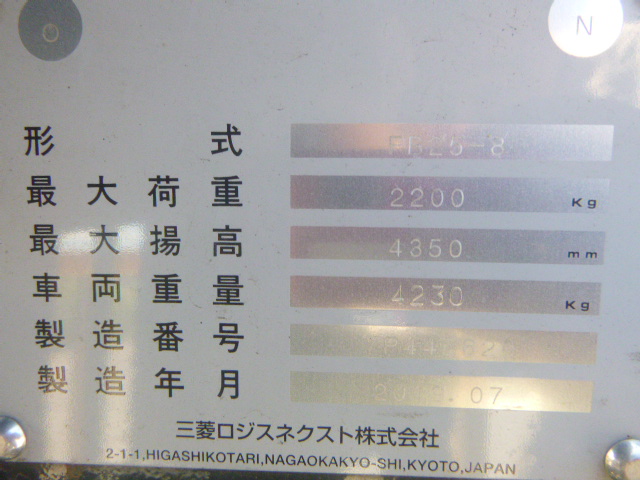 N
形式
最大荷重 2200 Kg
最大揚高 4350 mm
車両重量 4230 Kg
製造番号
製造年月
三菱ロジスネクスト株式会社
2-1-1,HIGASHIKOTARI,NAGAOKAKYO-SHI,KYOTO,JAPAN